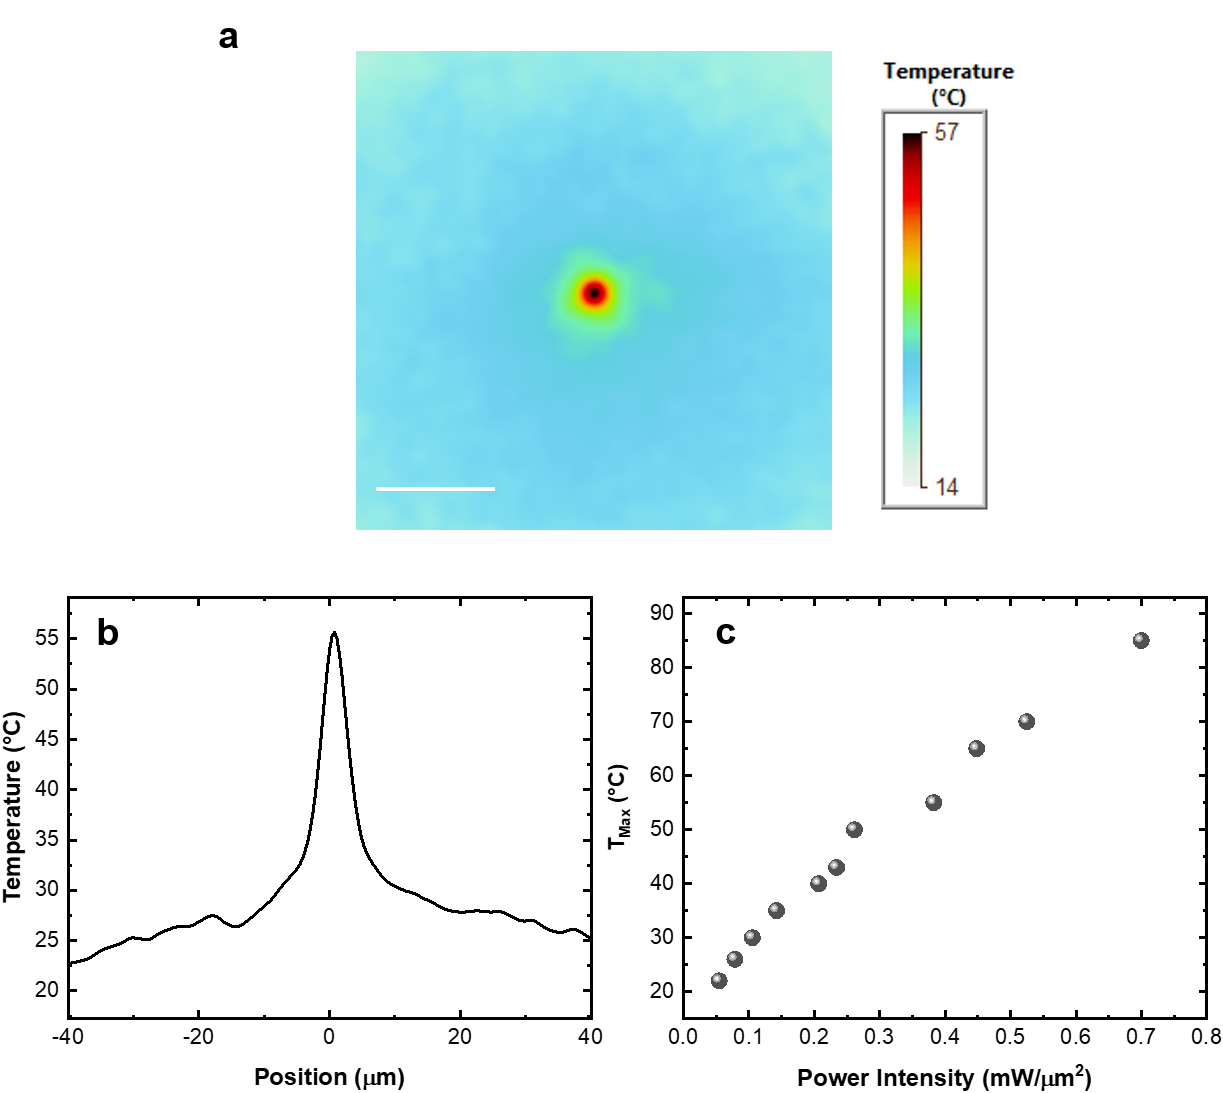 a
Temperature
(°C)
57
14
b
55
50
45
40
35
30
25
20
Temperature (°C)
-40 -20 0 20 40
Position (μm)
c
90
80
70
60
50
40
30
20
TMax (°C)
0.0 0.1 0.2 0.3 0.4 0.5 0.6 0.7 0.8
Power Intensity (mW/μm²)